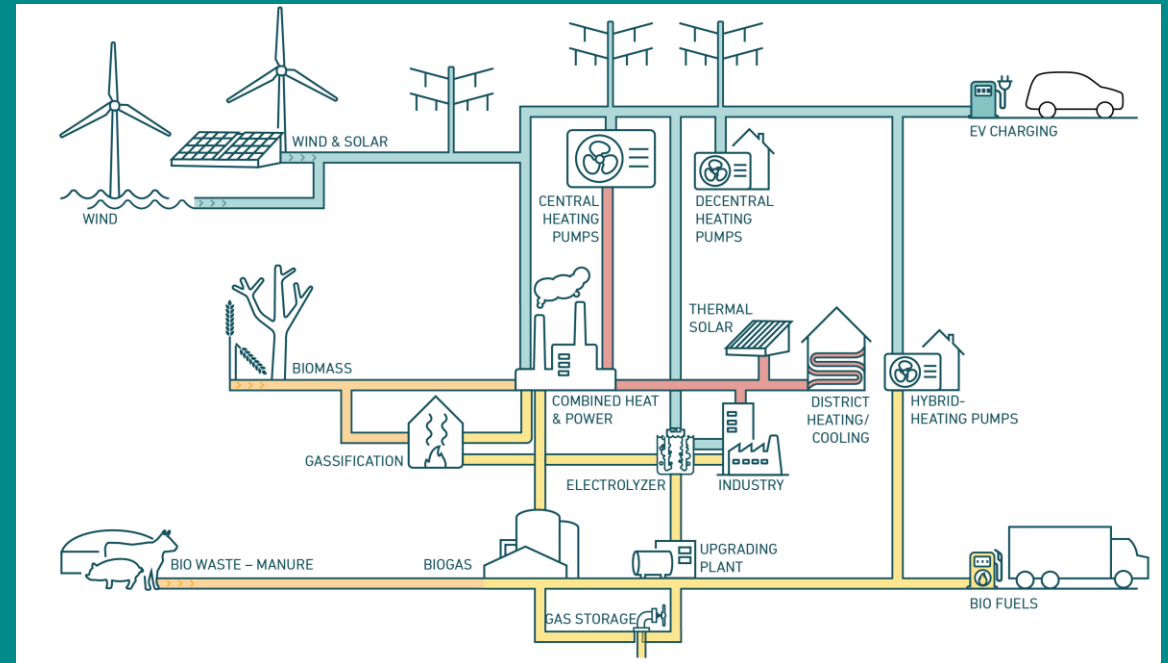 WIND & SOLAR
WIND
EV CHARGING
CENTRAL
HEATING
PUMPS
DECENTRAL
HEATING
PUMPS
THERMAL
SOLAR
BIOMASS
COMBINED HEAT
& POWER
DISTRICT
HEATING/
COOLING
HYBRID-
HEATING PUMPS
GASSIFICATION
ELECTROLYZER
INDUSTRY
BIO WASTE – MANURE
BIOGAS
UPGRADING
PLANT
GAS STORAGE
BIO FUELS